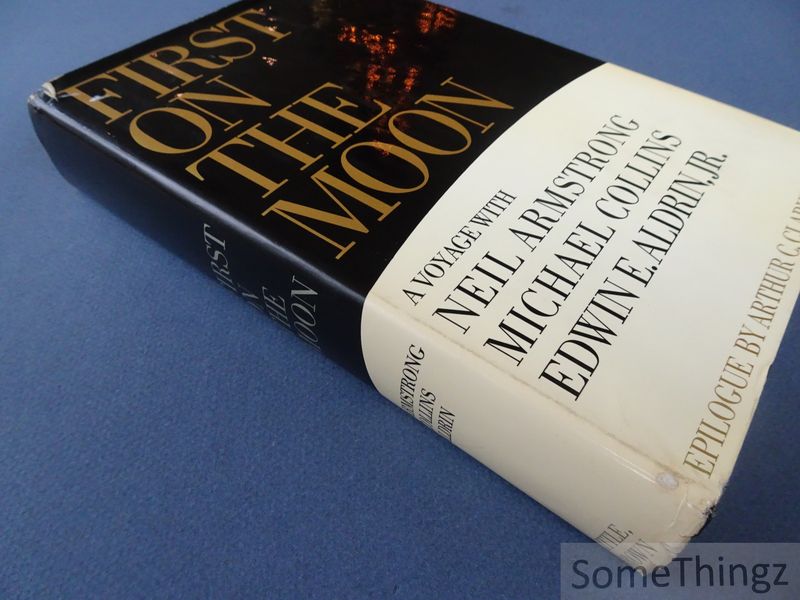 FIRST
ON
THE
MOON
A VOYAGE WITH
NEIL ARMSTRONG
MICHAEL COLLINS
EDWIN E. ALDRIN, JR.
EPILOGUE BY ARTHUR C. CLARK
FIRST
ON
THE
MOON
ARMSTRONG
COLLINS
ALDRIN
SomeThingz